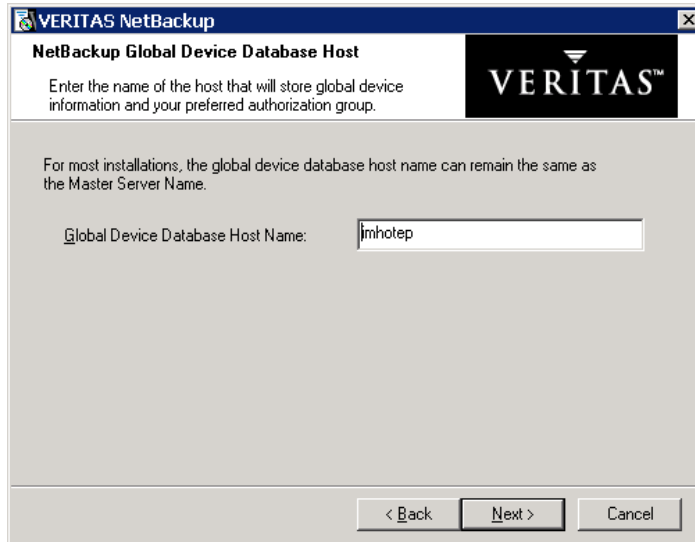 VERITAS NetBackup
NetBackup Global Device Database Host
Enter the name of the host that will store global device
information and your preferred authorization group.
VERITAS™
For most installations, the global device database host name can remain the same as
the Master Server Name.
Global Device Database Host Name:
imhotep
< Back
Next >
Cancel